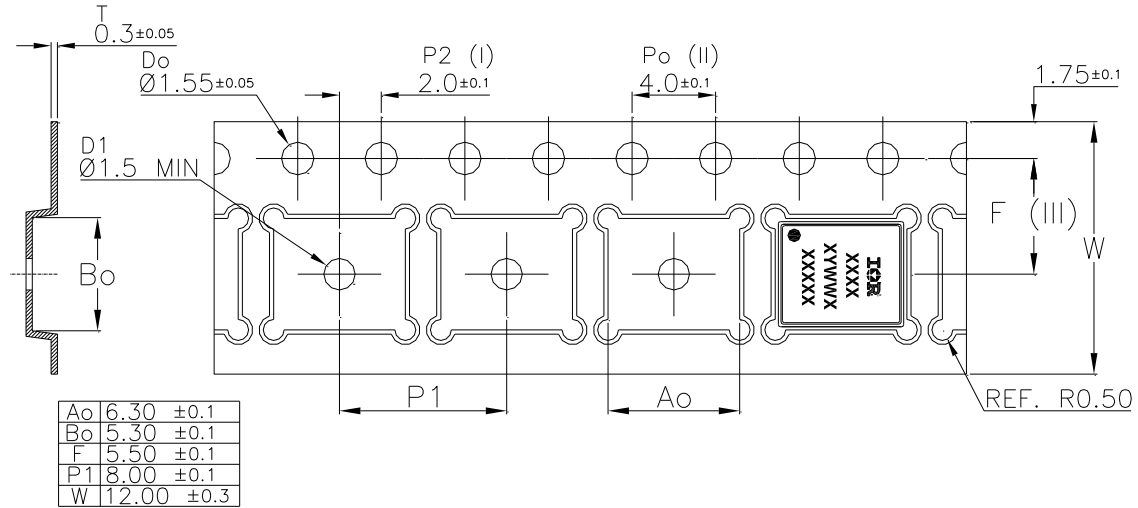 T
0.3±0.05
Do
Ø1.55±0.05
P2 (I)
2.0±0.1
Po (II)
4.0±0.1
1.75±0.1
D1
Ø1.5 MIN
F (III)
W
Bo
IOR
XXXX
XYWWX
XXXXX
P1
Ao
REF. R0.50
Ao 6.30 ±0.1
Bo 5.30 ±0.1
F 5.50 ±0.1
P1 8.00 ±0.1
W 12.00 ±0.3